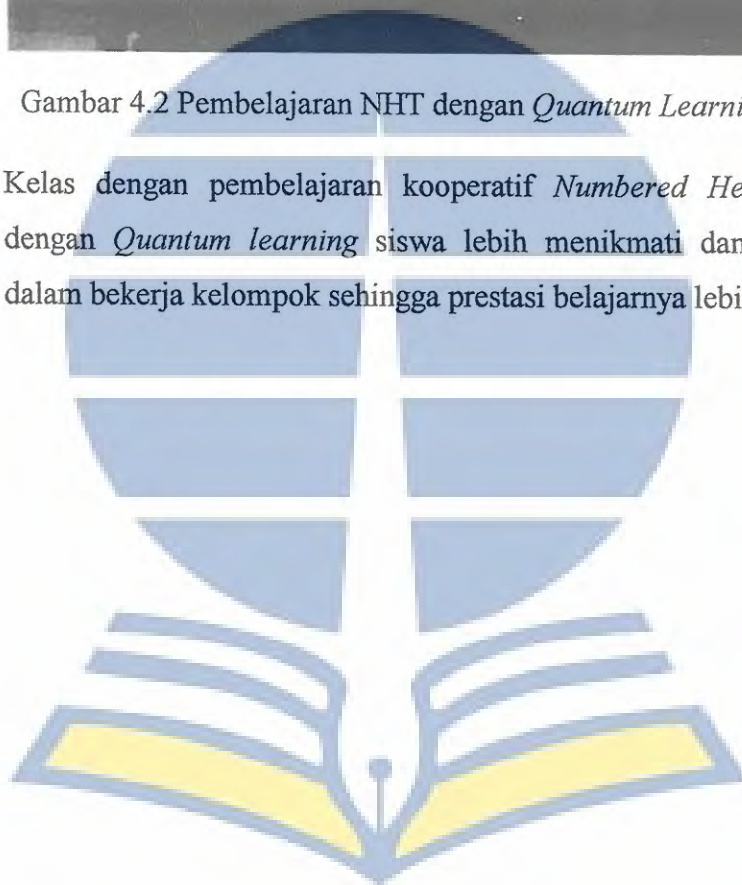 Gambar 4.2 Pembelajaran NHT dengan Quantum Learni
Kelas dengan pembelajaran kooperatif Numbered He
dengan Quantum learning siswa lebih menikmati dan
dalam bekerja kelompok sehingga prestasi belajarnya lebi